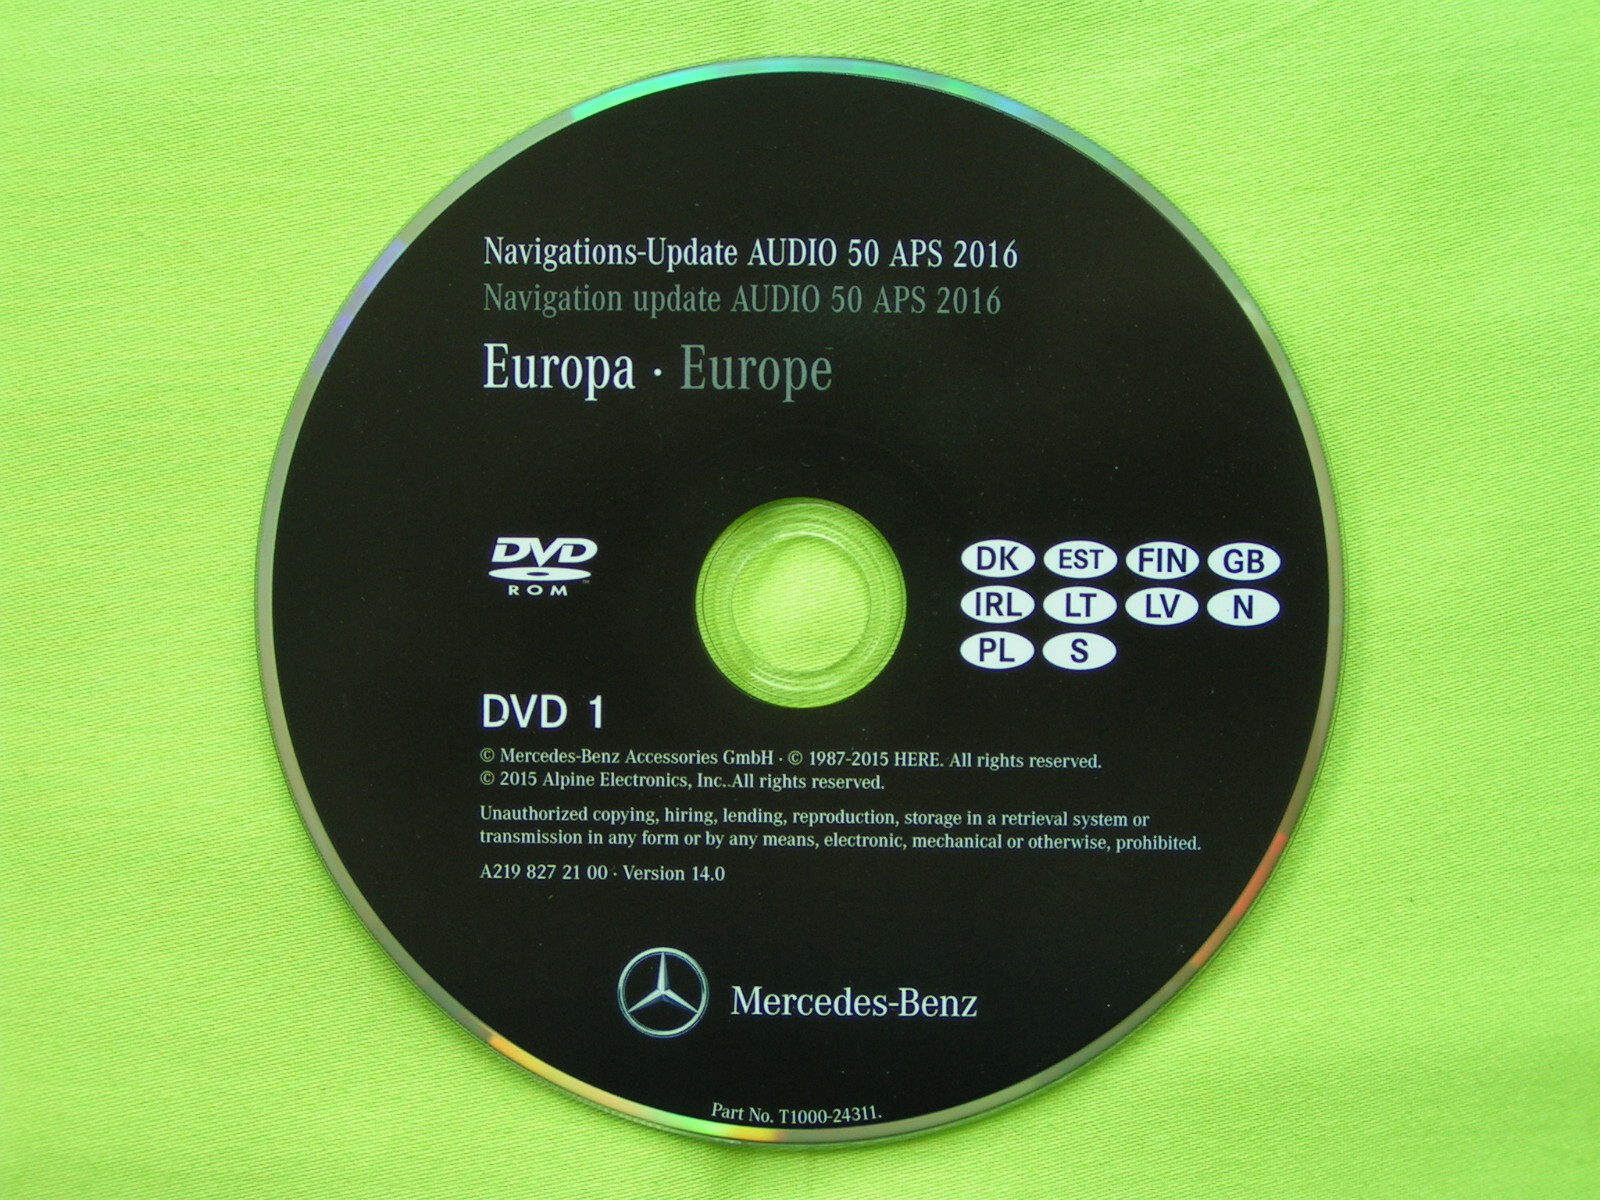 Navigations-Update AUDIO 50 APS 2016
Navigation update AUDIO 50 APS 2016
Europa · Europe
DVD
ROM
DK EST FIN GB
IRL LT LV N
PL S
DVD 1
© Mercedes-Benz Accessories GmbH · © 1987-2015 HERE. All rights reserved.
© 2015 Alpine Electronics, Inc..All rights reserved.
Unauthorized copying, hiring, lending, reproduction, storage in a retrieval system or
transmission in any form or by any means, electronic, mechanical or otherwise, prohibited.
A219 827 21 00 · Version 14.0
Mercedes-Benz
Part No. T1000-24311.